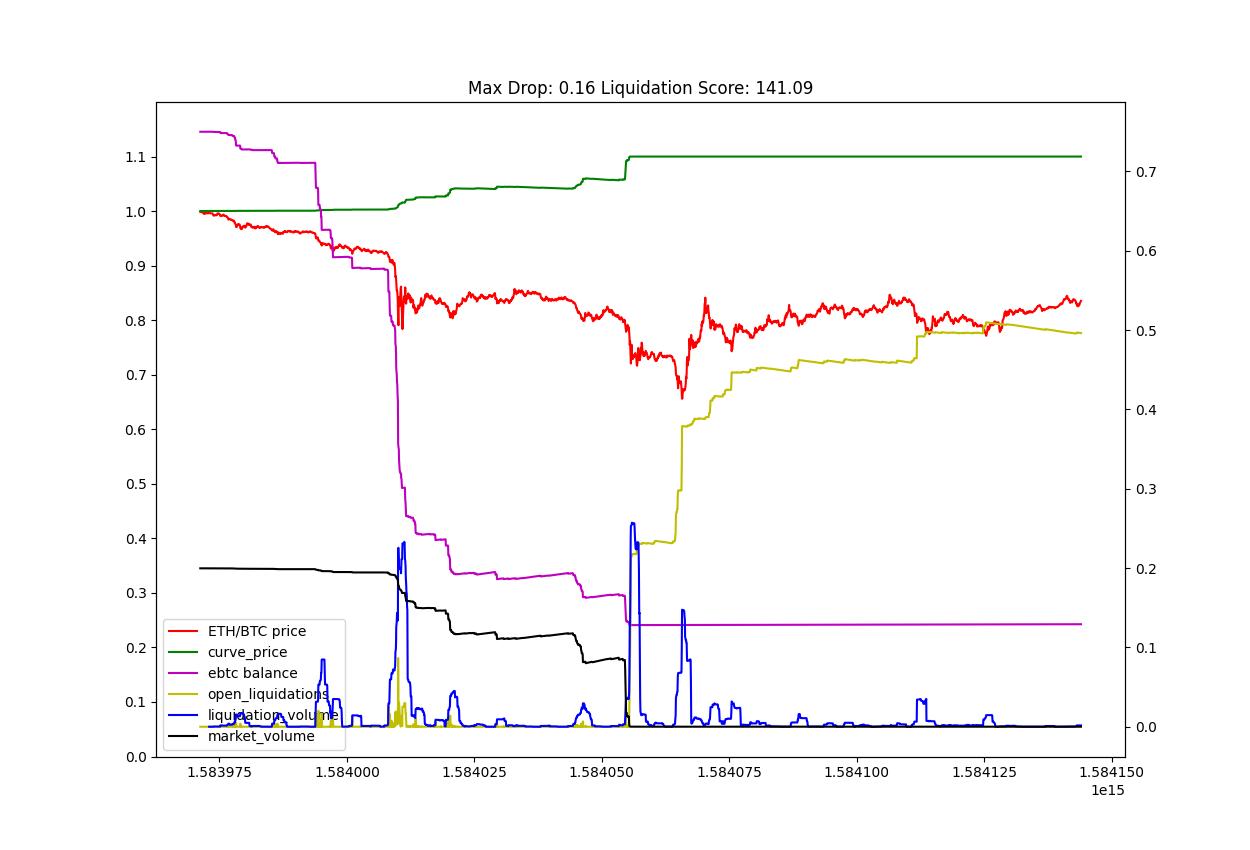 Max Drop: 0.16 Liquidation Score: 141.09
1.1
1.0
0.9
0.8
0.7
0.6
0.5
0.4
0.3
0.2
0.1
0.0
0.7
0.6
0.5
0.4
0.3
0.2
0.1
0.0
ETH/BTC price
curve_price
ebtc balance
open_liquidations
liquidation_volume
market_volume
1.583975 1.584000 1.584025 1.584050 1.584075 1.584100 1.584125 1.584150
1e15